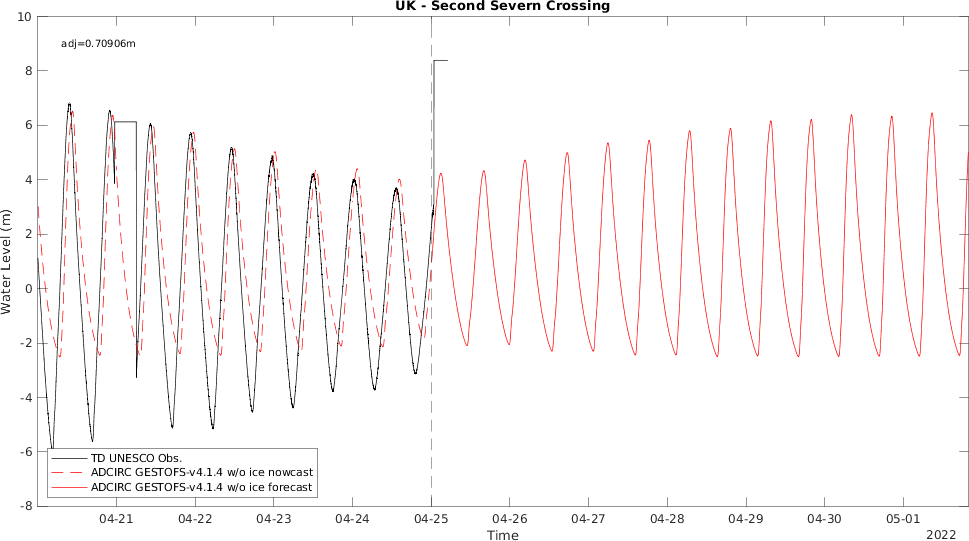 UK - Second Severn Crossing
adj=0.70906m
10
8
6
4
2
0
-2
-4
-6
-8
Water Level (m)
TD UNESCO Obs.
ADCIRC GESTOFS-v4.1.4 w/o ice nowcast
ADCIRC GESTOFS-v4.1.4 w/o ice forecast
04-21 04-22 04-23 04-24 04-25 04-26 04-27 04-28 04-29 04-30 05-01
Time
2022